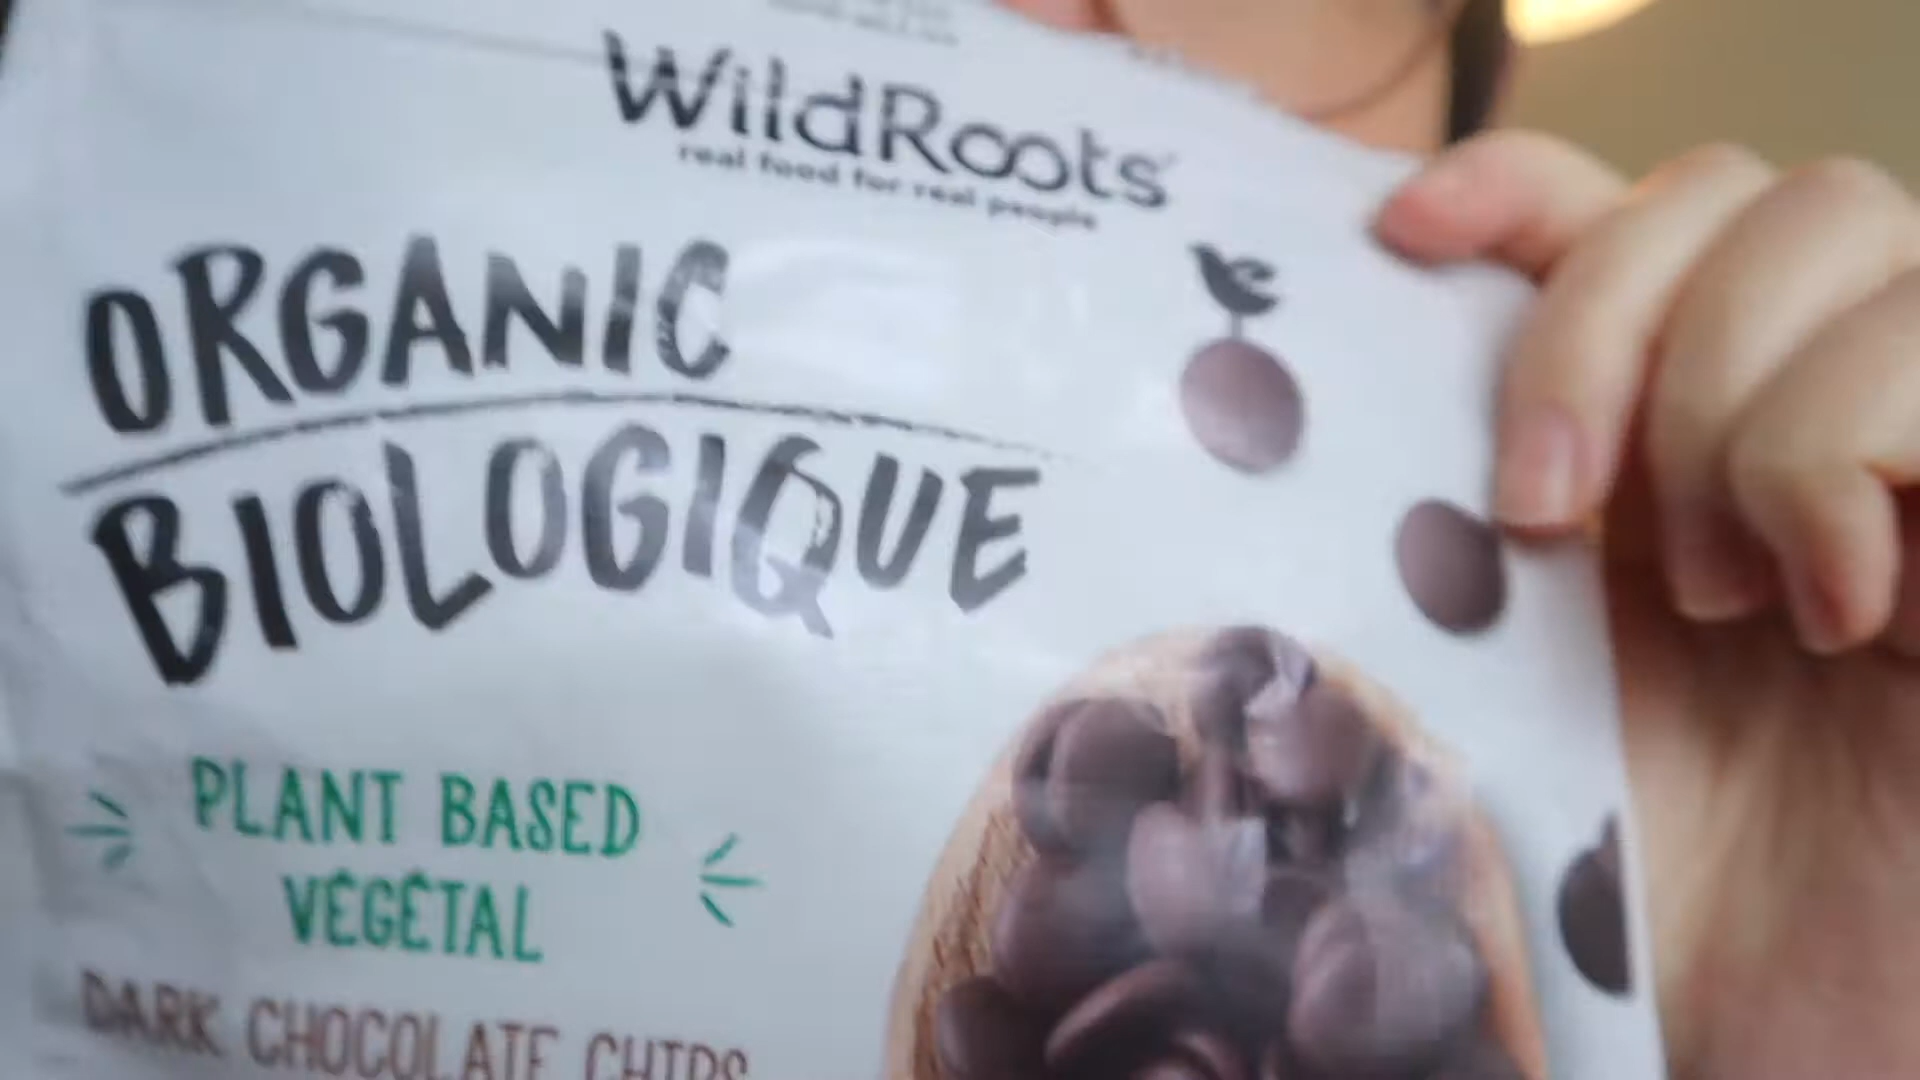 WildRoots
real food for real people
ORGANIC
BIOLOGIQUE
PLANT BASED
VÉGÉTAL
DARK CHOCOLATE CHIPS